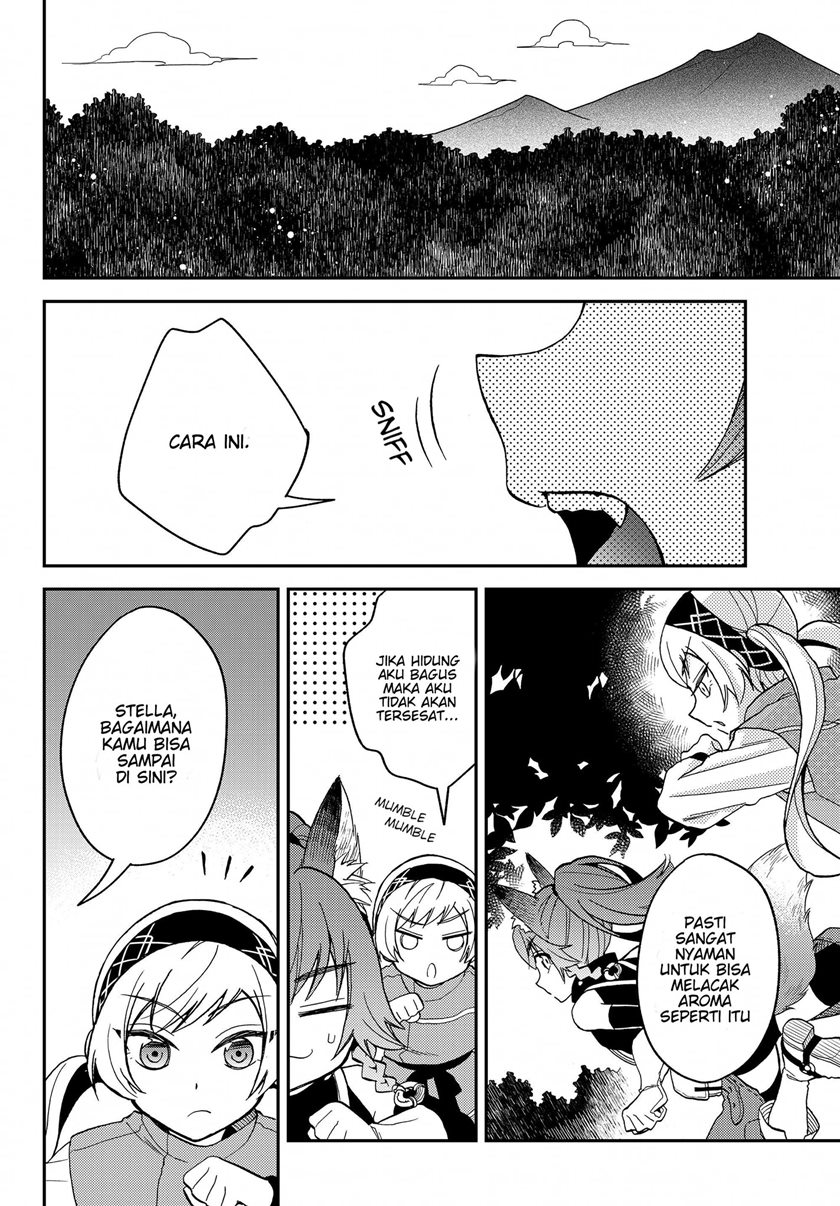 SNIFF
CARA INI.
PASTI
SANGAT
NYAMAN
UNTUK BISA
MELACAK
AROMA
SEPERTI ITU
JIKA HIDUNG
AKU BAGUS
MAKA AKU
TIDAK AKAN
TERSESAT...
MUMBLE
MUMBLE
STELLA,
BAGAIMANA
KAMU BISA
SAMPAI
DI SINI?